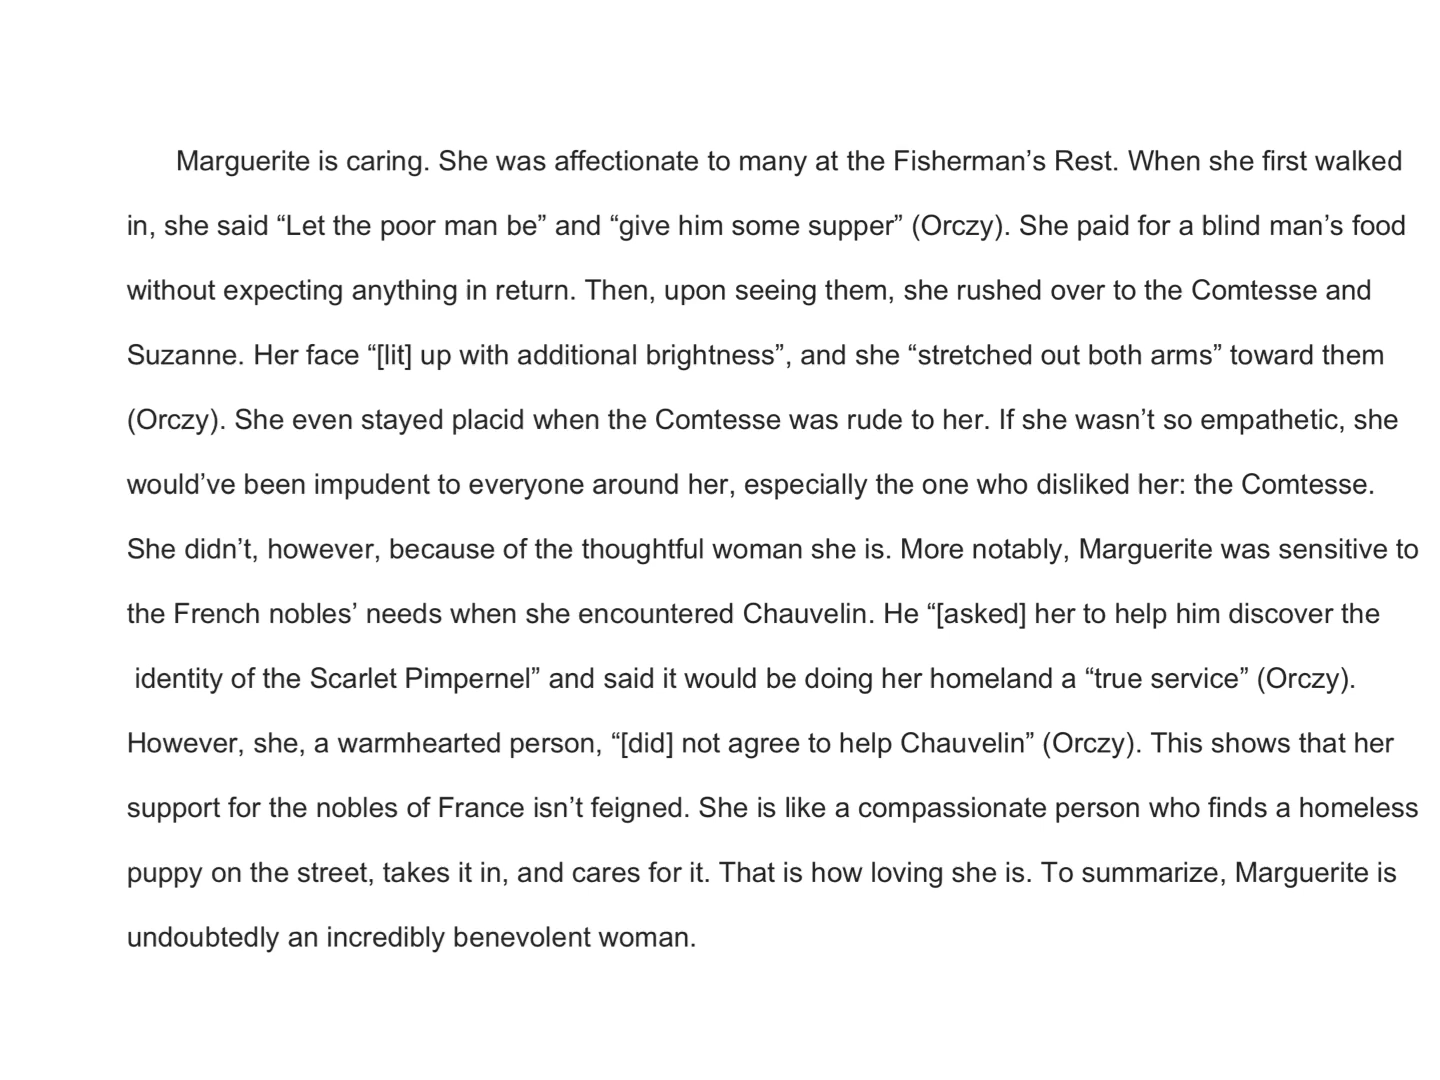 Marguerite is caring. She was affectionate to many at the Fisherman’s Rest. When she first walked
in, she said “Let the poor man be” and “give him some supper” (Orczy). She paid for a blind man’s food
without expecting anything in return. Then, upon seeing them, she rushed over to the Comtesse and
Suzanne. Her face “[lit] up with additional brightness”, and she “stretched out both arms” toward them
(Orczy). She even stayed placid when the Comtesse was rude to her. If she wasn’t so empathetic, she
would’ve been impudent to everyone around her, especially the one who disliked her: the Comtesse.
She didn’t, however, because of the thoughtful woman she is. More notably, Marguerite was sensitive to
the French nobles’ needs when she encountered Chauvelin. He “[asked] her to help him discover the
identity of the Scarlet Pimpernel” and said it would be doing her homeland a “true service” (Orczy).
However, she, a warmhearted person, “[did] not agree to help Chauvelin” (Orczy). This shows that her
support for the nobles of France isn’t feigned. She is like a compassionate person who finds a homeless
puppy on the street, takes it in, and cares for it. That is how loving she is. To summarize, Marguerite is
undoubtedly an incredibly benevolent woman.